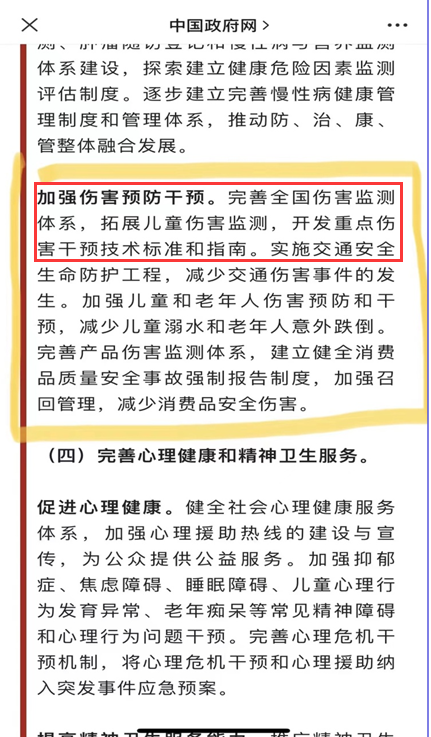 中国政府网>
测、肿瘤随访登记和慢性病与营养监测
体系建设，探索建立健康危险因素监测
评估制度。逐步建立完善慢性病健康管
理制度和管理体系，推动防、治、康、
管整体融合发展。
加强伤害预防干预。完善全国伤害监测
体系，拓展儿童伤害监测，开发重点伤
害干预技术标准和指南。实施交通安全
生命防护工程，减少交通伤害事件的发
生。加强儿童和老年人伤害预防和干
预，减少儿童溺水和老年人意外跌倒。
完善产品伤害监测体系，建立健全消费
品质量安全事故强制报告制度，加强召
回管理，减少消费品安全伤害。
（四）完善心理健康和精神卫生服务。
促进心理健康。健全社会心理健康服务
体系，加强心理援助热线的建设与宣
传，为公众提供公益服务。加强抑郁
症、焦虑障碍、睡眠障碍、儿童心理行
为发育异常、老年痴呆等常见精神障碍
和心理行为问题干预。完善心理危机干
预机制，将心理危机干预和心理援助纳
入突发事件应急预案。
提高精神卫生服务能力。推广精神卫生